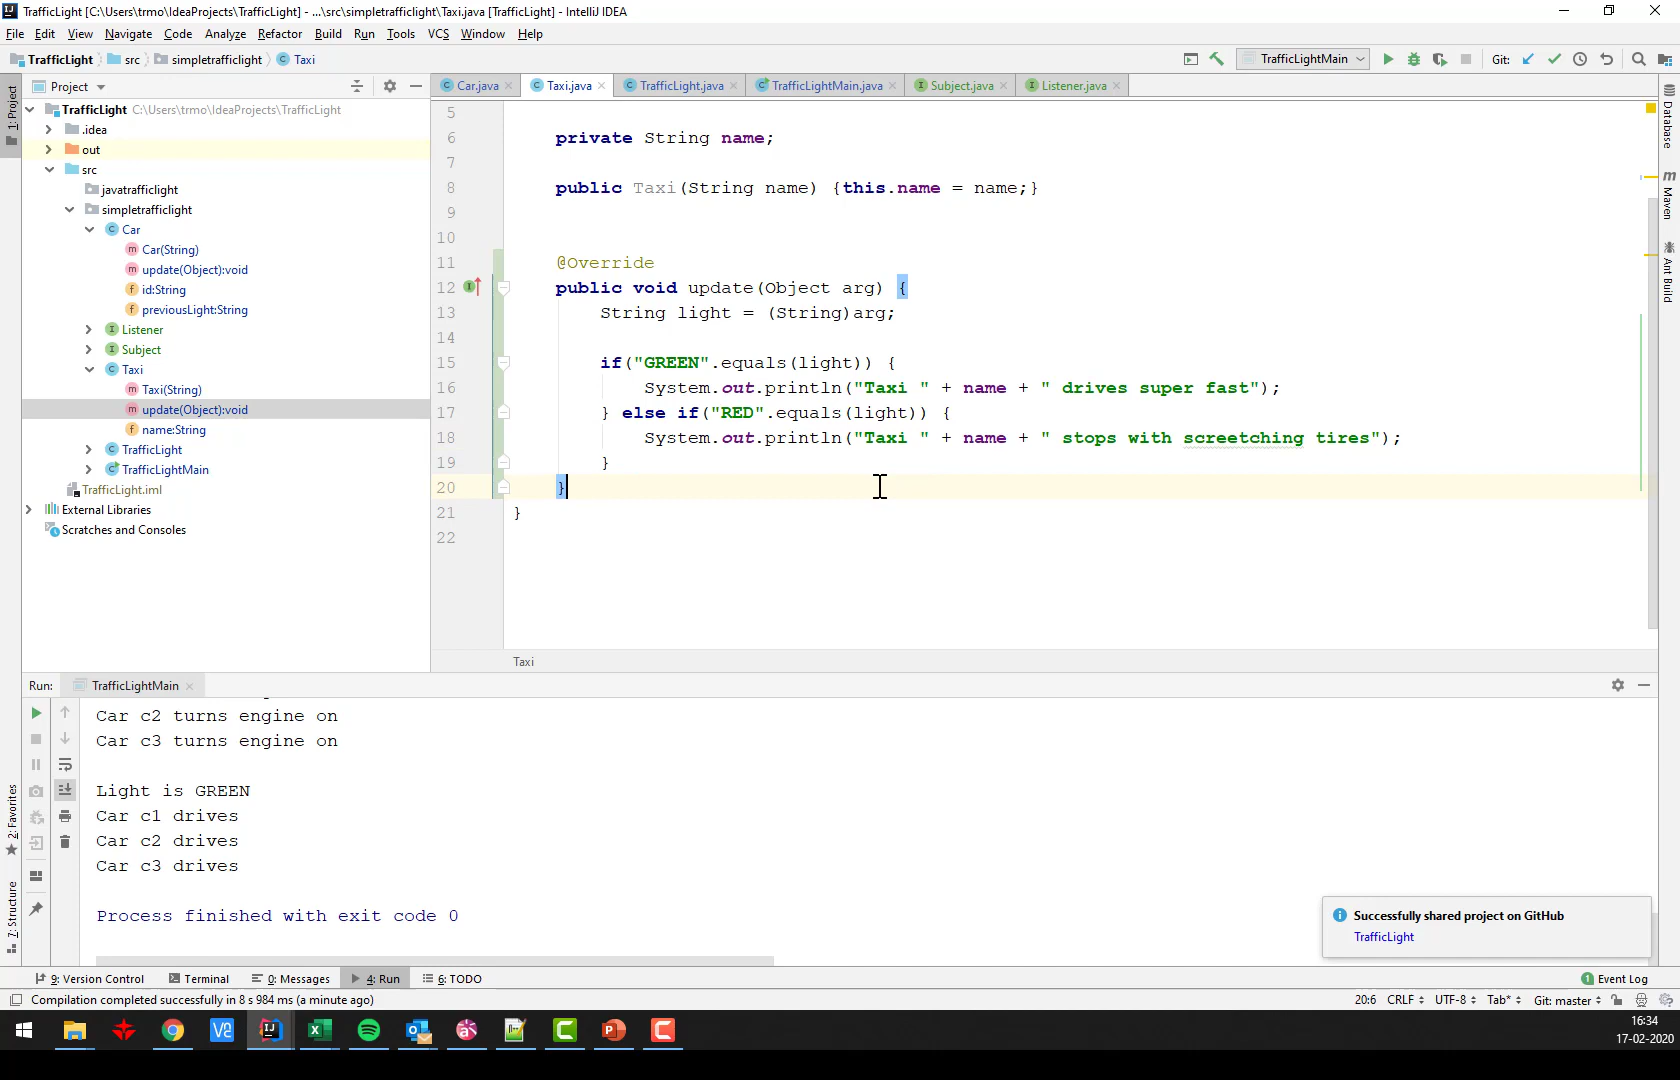 TrafficLight [C:\Users\trmo\IdeaProjects\TrafficLight] - ...\src\simpletrafficlight\Taxi.java [TrafficLight] - IntelliJ IDEA
File Edit View Navigate Code Analyze Refactor Build Run Tools VCS Window Help
TrafficLight src simpletrafficlight Taxi
TrafficLightMain Git:
Project
Car.java Taxi.java TrafficLight.java TrafficLightMain.java Subject.java Listener.java
1: Project
TrafficLight C:\Users\trmo\IdeaProjects\TrafficLight
.idea
out
src
javatrafficlight
simpletrafficlight
Car
Car(String)
update(Object):void
id:String
previousLight:String
Listener
Subject
Taxi
Taxi(String)
update(Object):void
name:String
TrafficLight
TrafficLightMain
TrafficLight.iml
External Libraries
Scratches and Consoles
5
6 private String name;
7
8 public Taxi(String name) {this.name = name;}
9
10
11 @Override
12 public void update(Object arg) {
13 String light = (String)arg;
14
15 if("GREEN".equals(light)) {
16 System.out.println("Taxi " + name + " drives super fast");
17 } else if("RED".equals(light)) {
18 System.out.println("Taxi " + name + " stops with screetching tires");
19 }
20 }
21 }
22
Taxi
Database
Maven
Ant Build
Run: TrafficLightMain
Car c2 turns engine on
Car c3 turns engine on
Light is GREEN
Car c1 drives
Car c2 drives
Car c3 drives
Process finished with exit code 0
2: Favorites
7: Structure
Successfully shared project on GitHub
TrafficLight
9: Version Control Terminal 0: Messages 4: Run 6: TODO 1 Event Log
Compilation completed successfully in 8 s 984 ms (a minute ago) 20:6 CRLF UTF-8 Tab* Git: master
16:34
17-02-2020